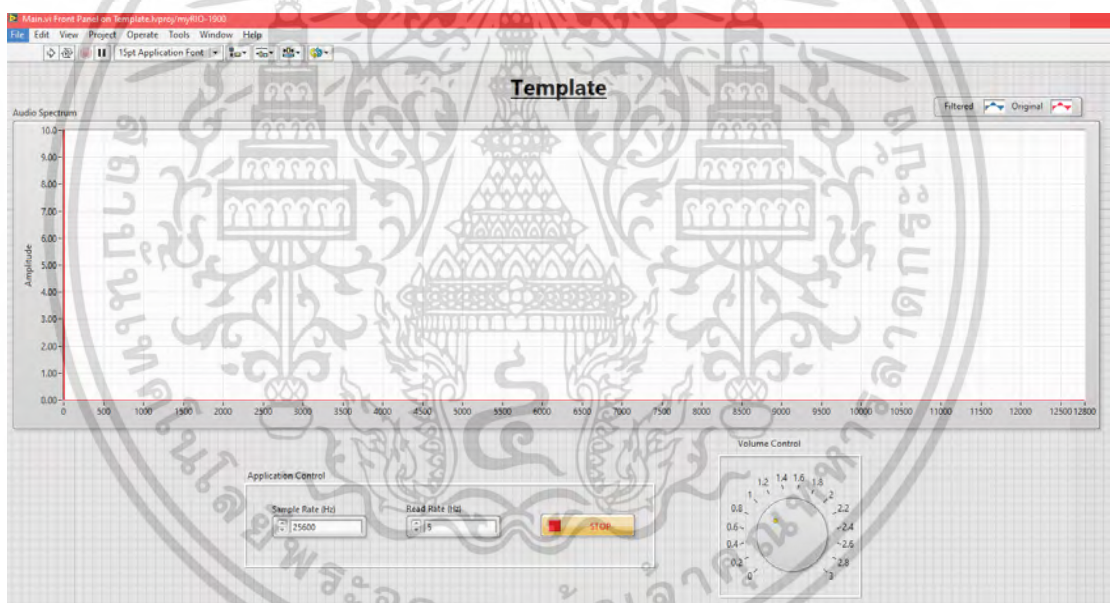 Main.vi Front Panel on Template.lvproj/myRIO-1900
File Edit View Project Operate Tools Window Help
15pt Application Font
Template
Audio Spectrum
Filtered Original
10.0
9.00
8.00
7.00
6.00
5.00
4.00
3.00
2.00
1.00
0.00
Amplitude
0 500 1000 1500 2000 2500 3000 3500 4000 4500 5000 5500 6000 6500 7000 7500 8000 8500 9000 9500 10000 10500 11000 11500 12000 12500 12800
Application Control
Sample Rate (Hz) Read Rate (Hz)
25600 5 STOP
Volume Control
0 0.2 0.4 0.6 0.8 1 1.2 1.4 1.6 1.8 2 2.2 2.4 2.6 2.8 3